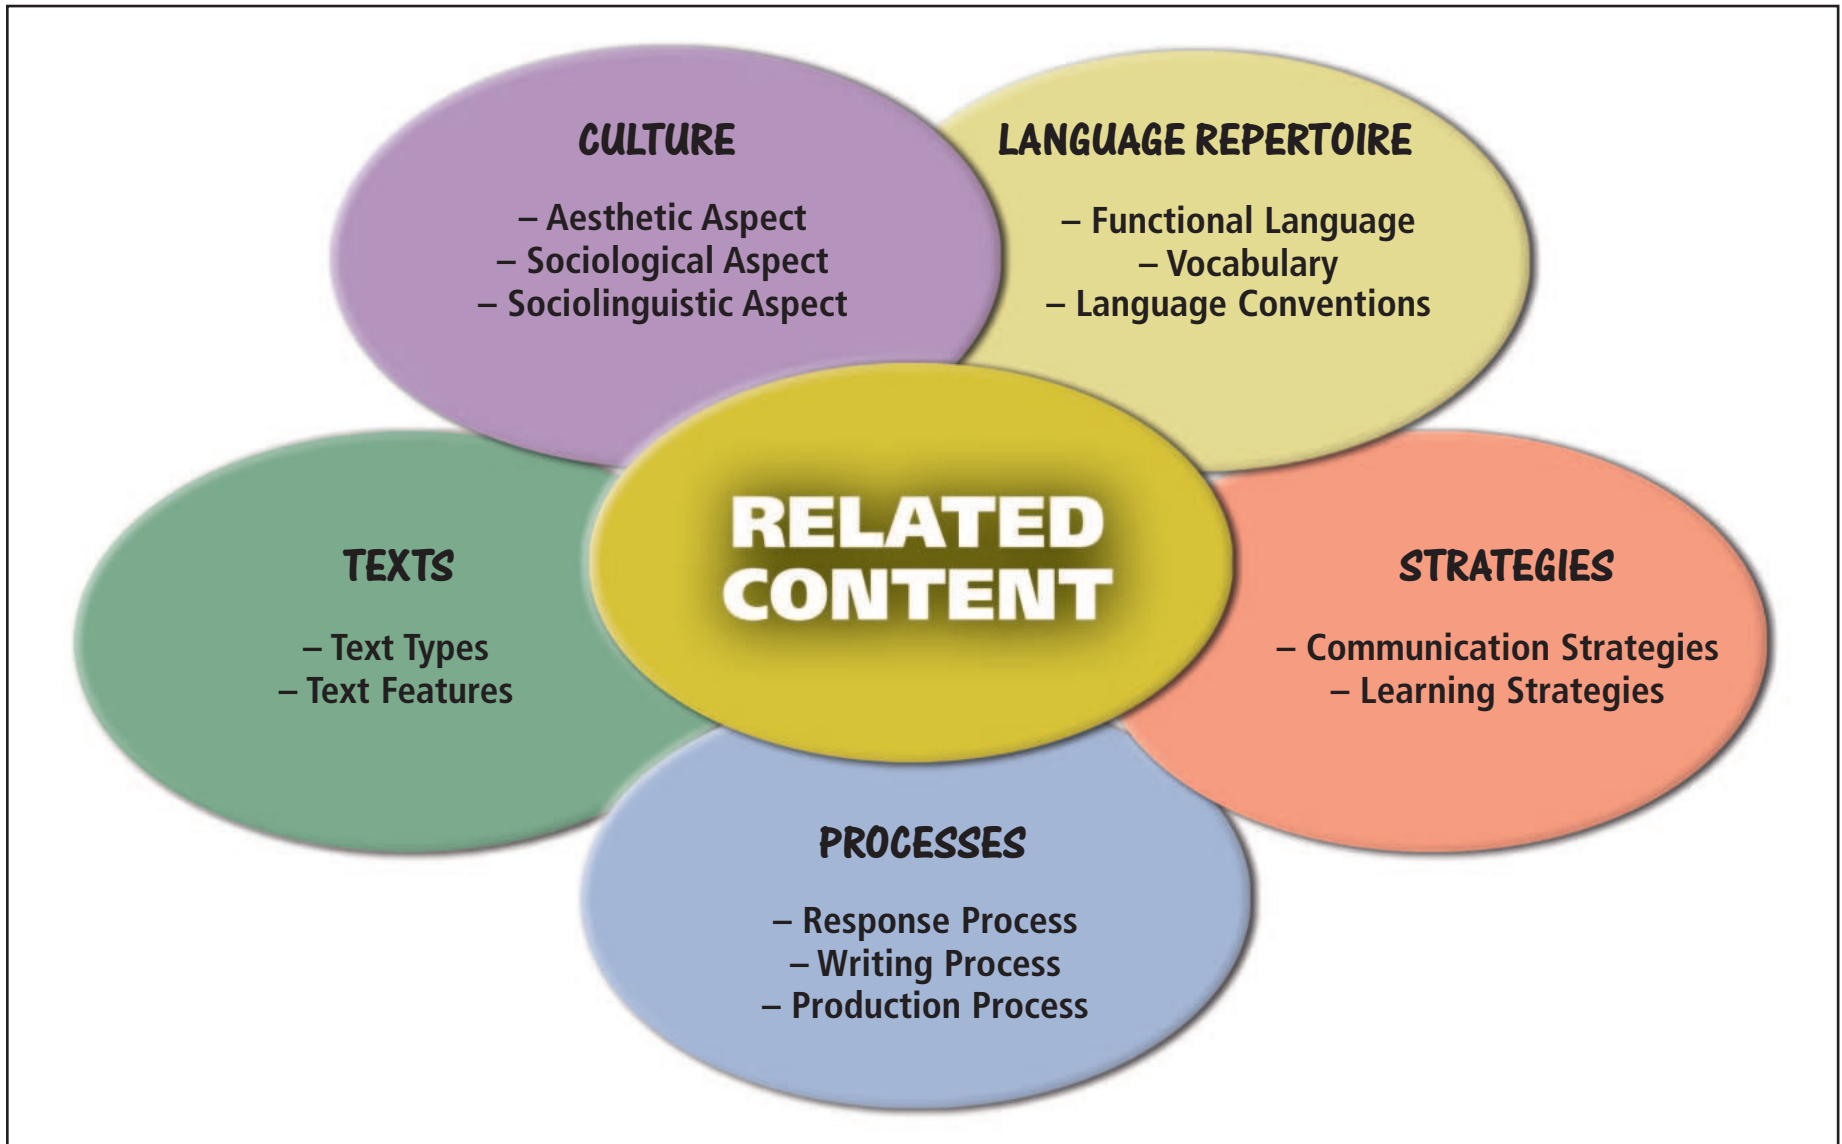 CULTURE
– Aesthetic Aspect
– Sociological Aspect
– Sociolinguistic Aspect
LANGUAGE REPERTOIRE
– Functional Language
– Vocabulary
– Language Conventions
RELATED
CONTENT
TEXTS
– Text Types
– Text Features
STRATEGIES
– Communication Strategies
– Learning Strategies
PROCESSES
– Response Process
– Writing Process
– Production Process